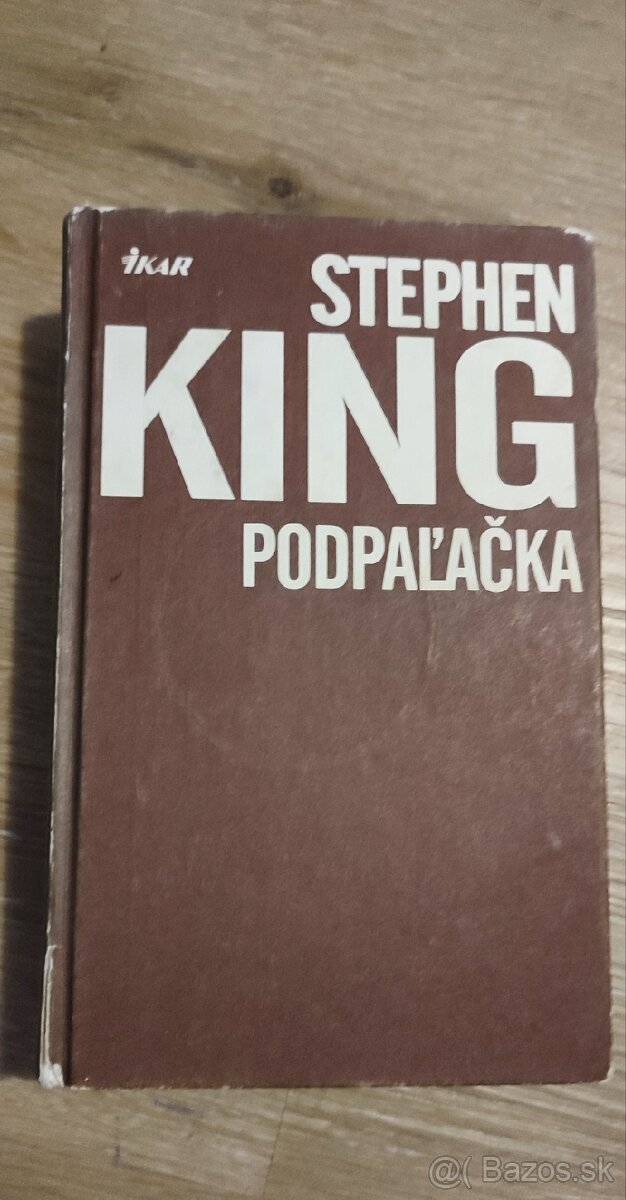 iKAR
STEPHEN
KING
PODPAĽAČKA
@( Bazos.sk